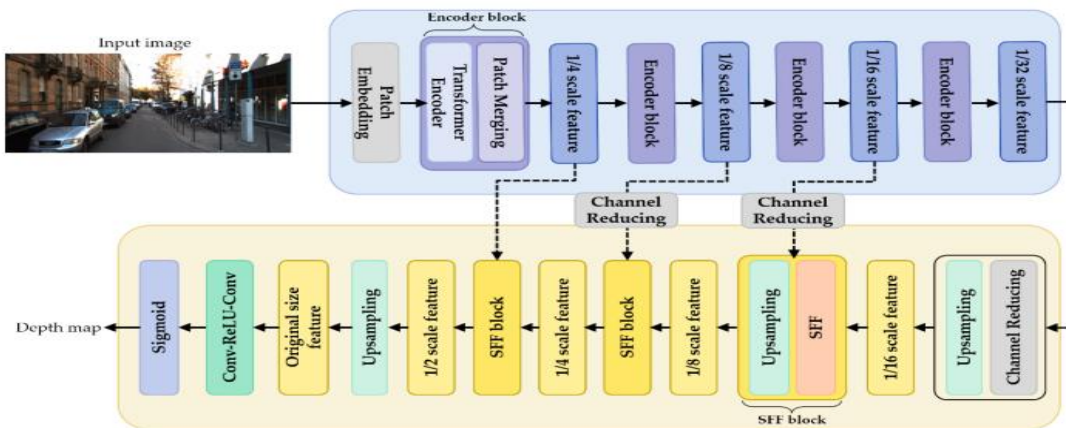 Encoder block
Input image
Patch
Embedding
Transformer
Encoder
Patch Merging
1/4 scale feature
Encoder block
1/8 scale feature
Encoder block
1/16 scale feature
Encoder block
1/32 scale feature
Channel
Reducing
Channel
Reducing
Depth map
Sigmoid
Conv-ReLU-Conv
Original size
feature
Upsampling
1/2 scale feature
SFF block
1/4 scale feature
SFF block
1/8 scale feature
Upsampling
SFF
1/16 scale feature
Upsampling
Channel Reducing
SFF block